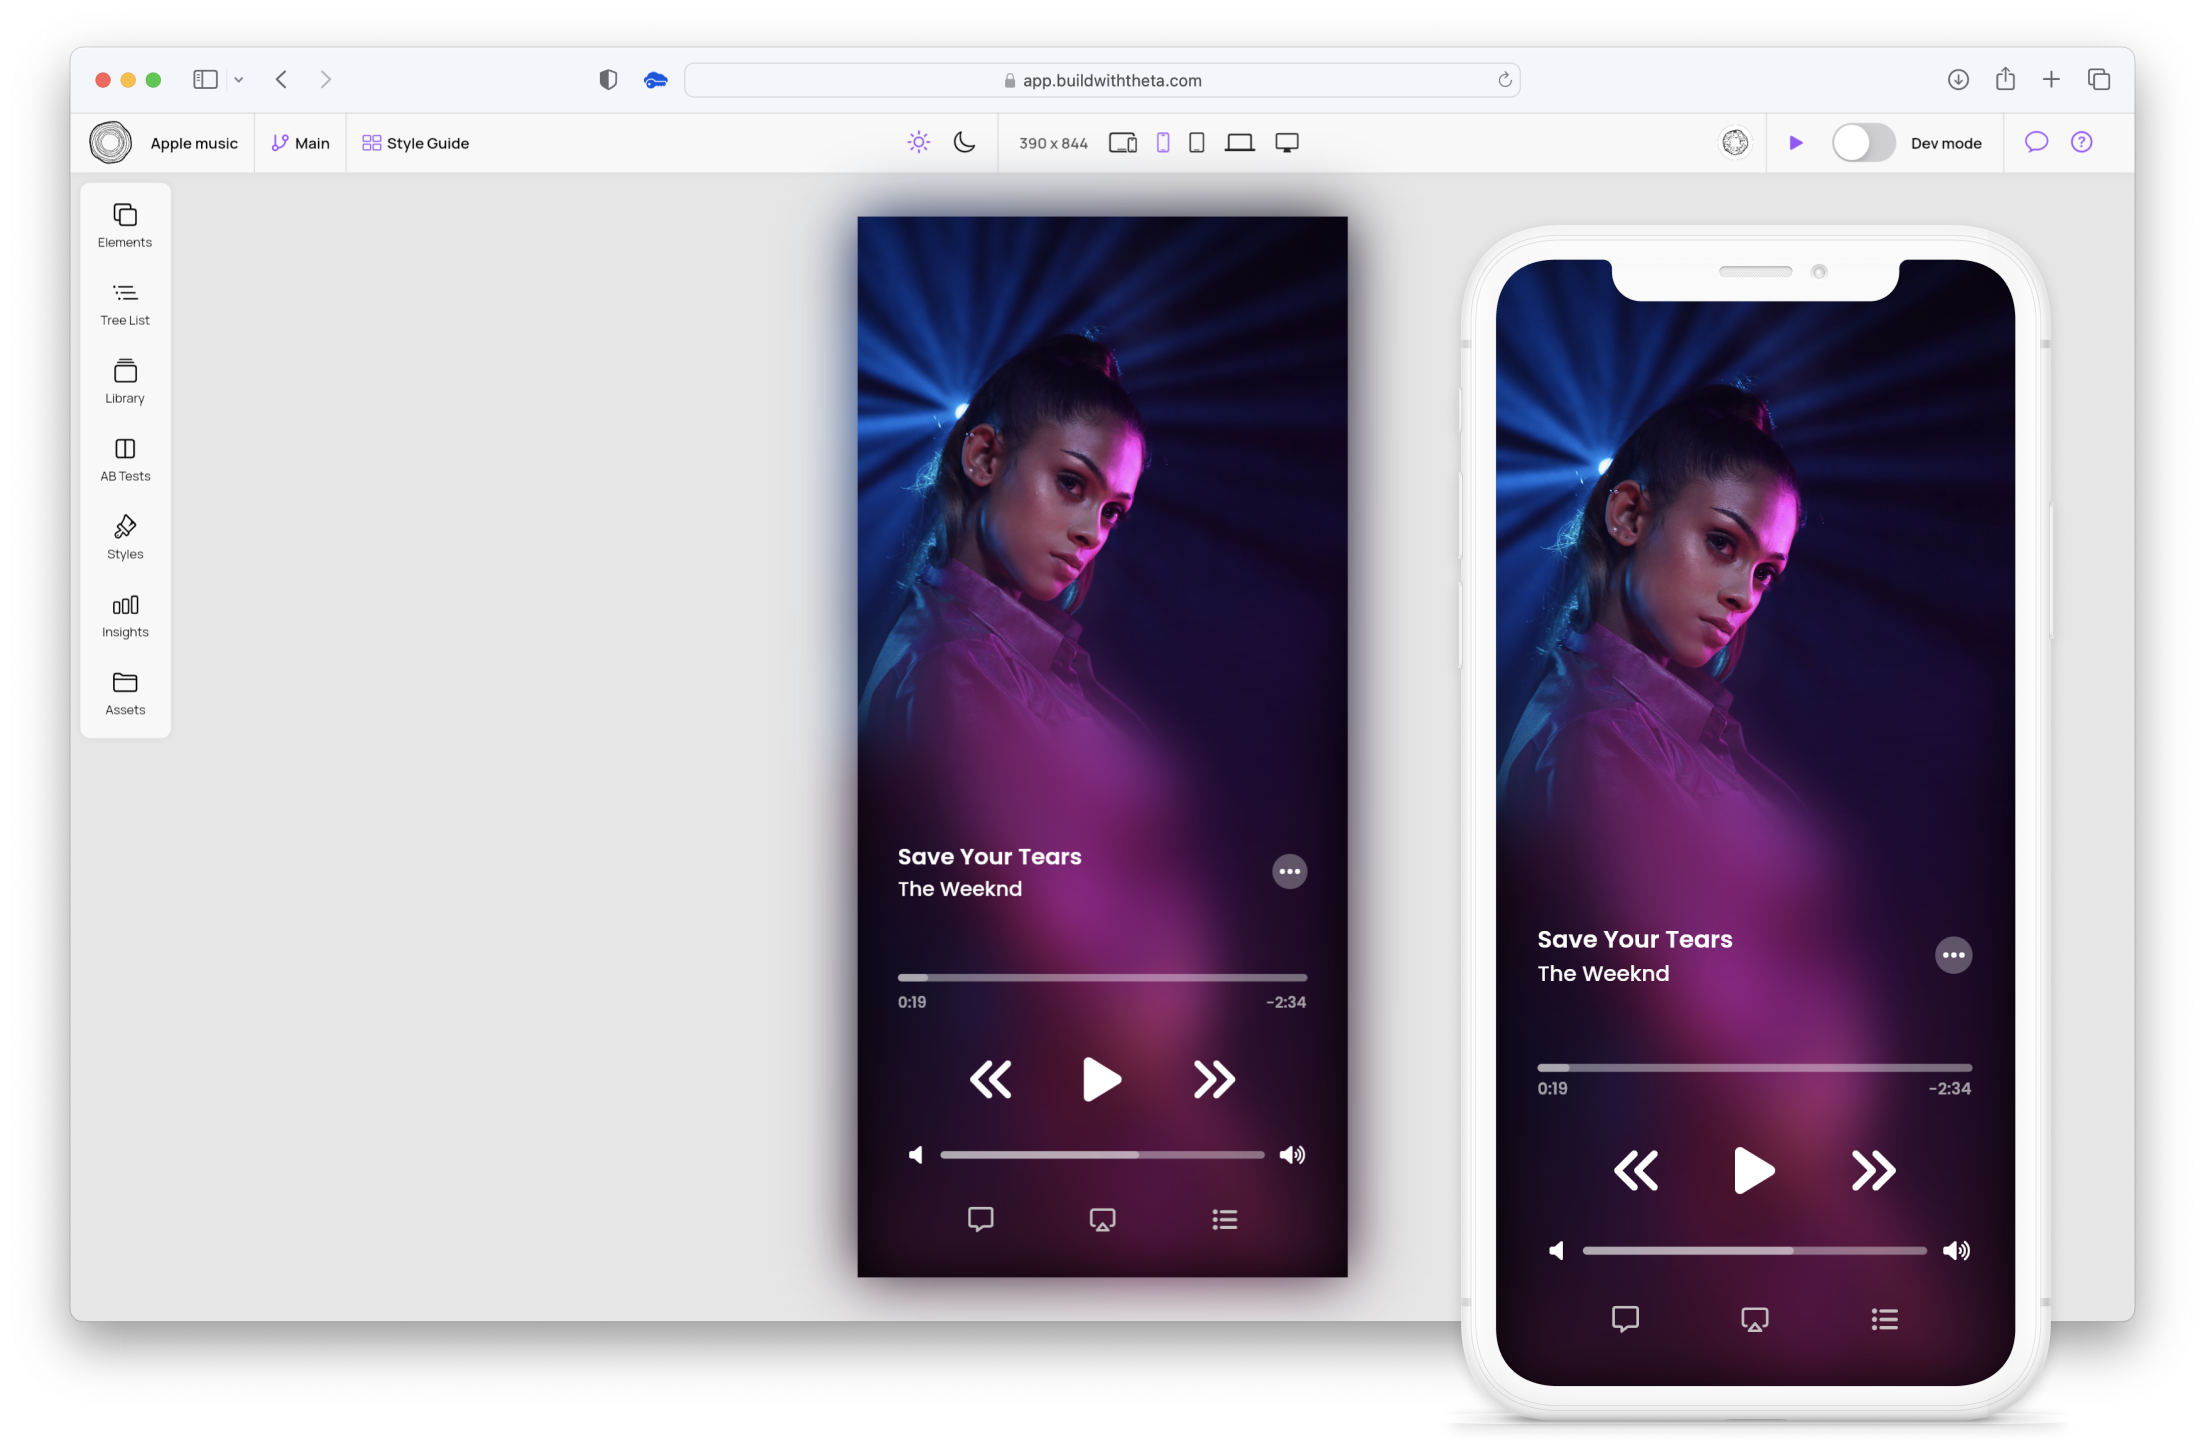 app.buildwiththeta.com
Apple music
Main
Style Guide
390 x 844
Dev mode
Elements
Tree List
Library
AB Tests
Styles
Insights
Assets
Save Your Tears
The Weeknd
0:19
-2:34
Save Your Tears
The Weeknd
0:19
-2:34